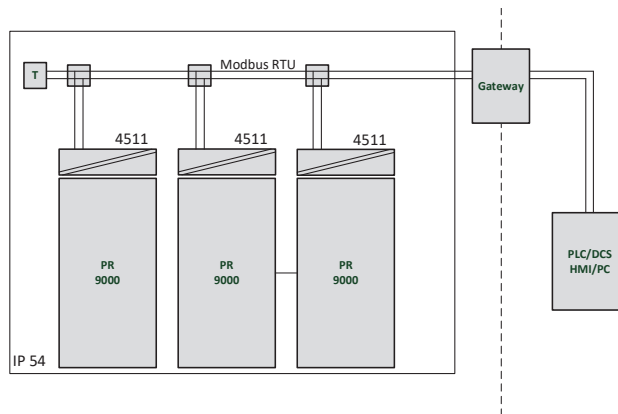 Modbus RTU
T
Gateway
4511
4511
4511
PR
9000
PR
9000
PR
9000
PLC/DCS
HMI/PC
IP 54